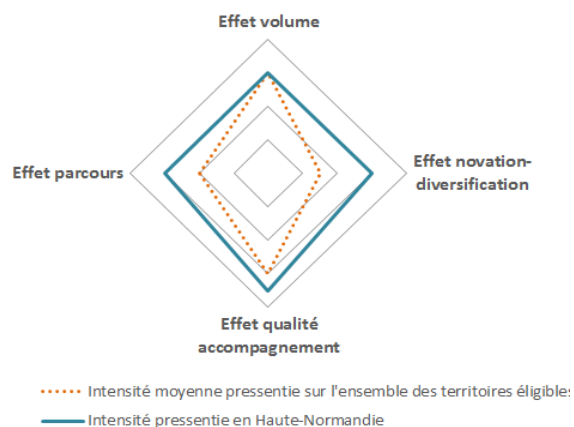 Effet volume
Effet parcours
Effet novation-
diversification
Effet qualité
accompagnement
Intensité moyenne pressentie sur l'ensemble des territoires éligibles
Intensité pressentie en Haute-Normandie